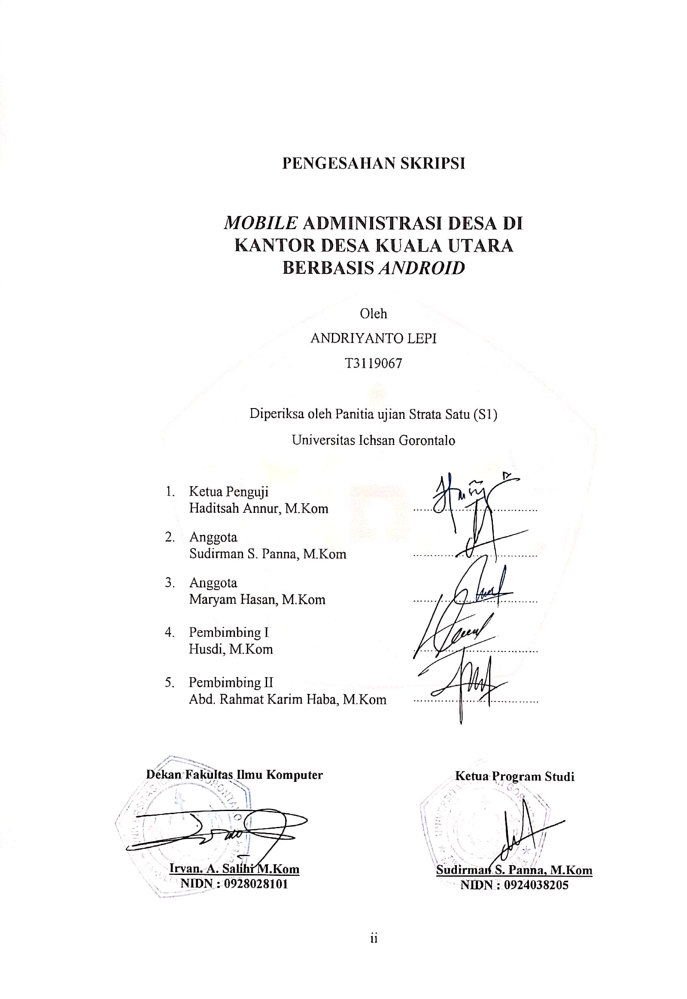 PENGESAHAN SKRIPSI
MOBILE ADMINISTRASI DESA DI
KANTOR DESA KUALA UTARA
BERBASIS ANDROID
Oleh
ANDRIYANTO LEPI
T3119067
Diperiksa oleh Panitia ujian Strata Satu (S1)
Universitas Ichsan Gorontalo
1. Ketua Penguji
Haditsah Annur, M.Kom ....................................
2. Anggota
Sudirman S. Panna, M.Kom ....................................
3. Anggota
Maryam Hasan, M.Kom ....................................
4. Pembimbing I
Husdi, M.Kom ....................................
5. Pembimbing II
Abd. Rahmat Karim Haba, M.Kom ....................................
Dekan Fakultas Ilmu Komputer
Irvan. A. Salihi M.Kom
NIDN : 0928028101
Ketua Program Studi
Sudirman S. Panna, M.Kom
NIDN : 0924038205
ii